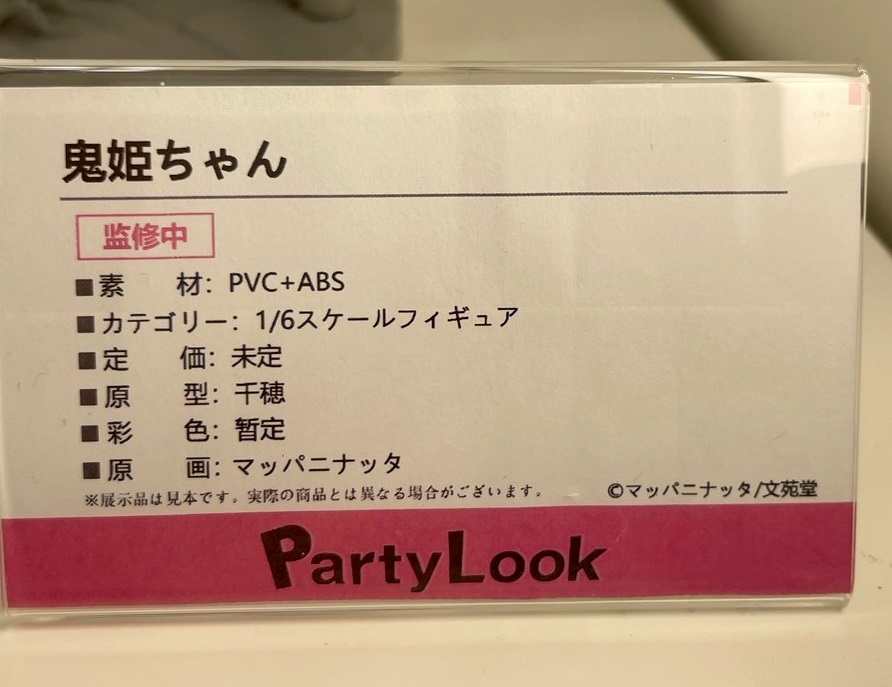 鬼姫ちゃん
监修中
■素　　材：PVC+ABS
■カテゴリー：1/6スケールフィギュア
■定　　価：未定
■原　　型：千穂
■彩　　色：暫定
■原　　画：マッパニナッタ
※展示品は見本です。実際の商品とは異なる場合がございます。
©マッパニナッタ/文苑堂
PartyLook